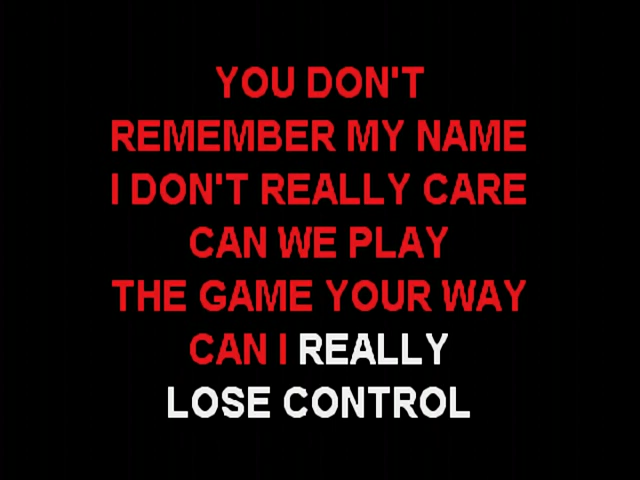 YOU DON'T
REMEMBER MY NAME
I DON'T REALLY CARE
CAN WE PLAY
THE GAME YOUR WAY
CAN I REALLY
LOSE CONTROL